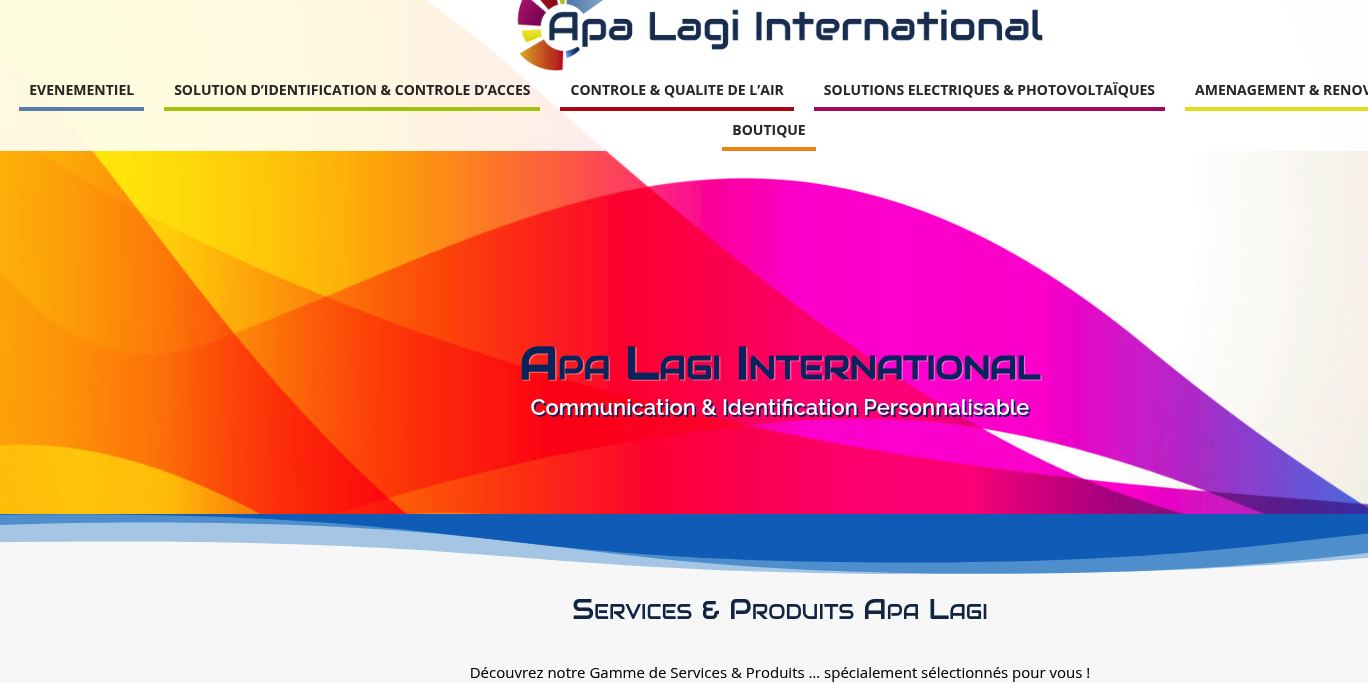 Apa Lagi International
EVENEMENTIEL SOLUTION D'IDENTIFICATION & CONTROLE D'ACCES CONTROLE & QUALITE DE L'AIR SOLUTIONS ELECTRIQUES & PHOTOVOLTAÏQUES AMENAGEMENT &
BOUTIQUE
Apa Lagi International
Communication & Identification Personnalisable
Services & Produits Apa Lagi
Découvrez notre Gamme de Services & Produits ... spécialement sélectionnés pour vous !